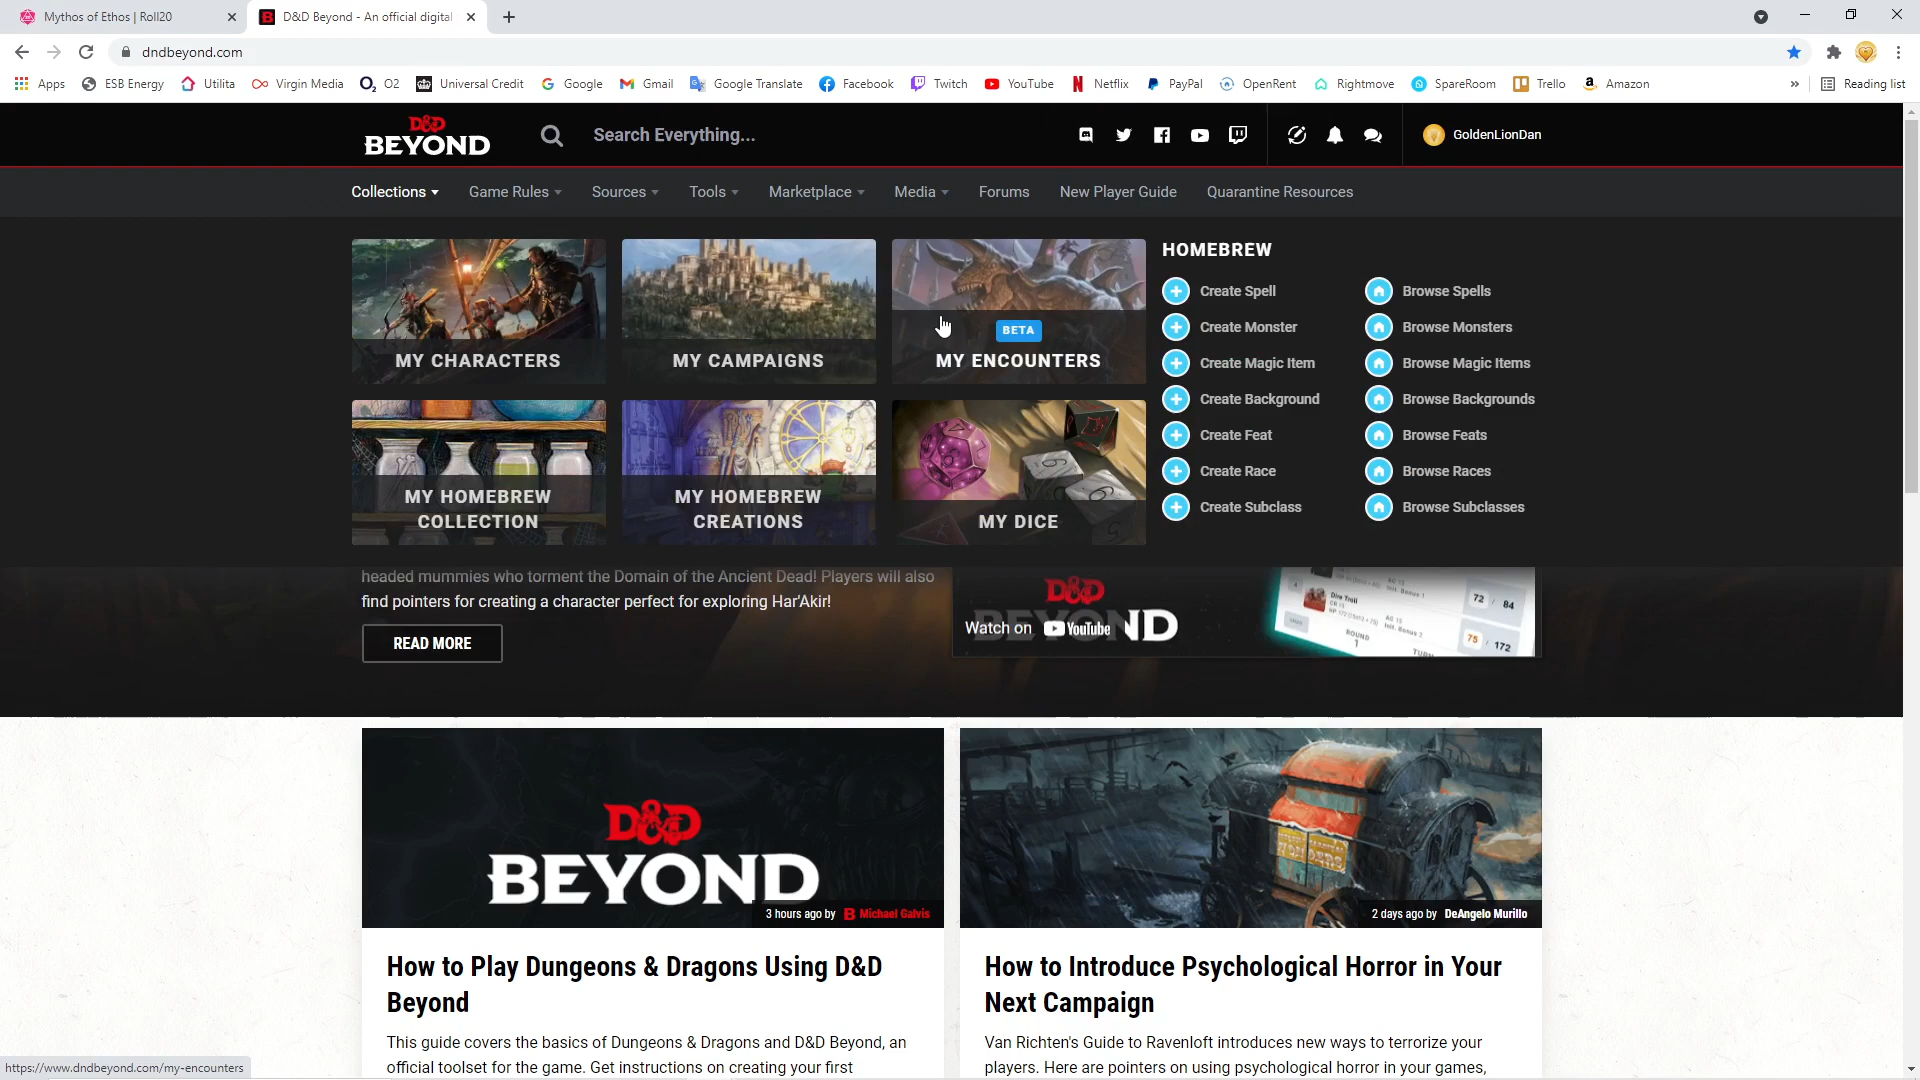 Mythos of Ethos | Roll20
D&D Beyond - An official digital
dndbeyond.com
Apps ESB Energy Utilita Virgin Media O2 Universal Credit Google Gmail Google Translate Facebook Twitch YouTube Netflix PayPal OpenRent Rightmove SpareRoom Trello Amazon » Reading list
D&D BEYOND Search Everything... GoldenLionDan
Collections Game Rules Sources Tools Marketplace Media Forums New Player Guide Quarantine Resources
MY CHARACTERS
MY CAMPAIGNS
BETA
MY ENCOUNTERS
MY HOMEBREW
COLLECTION
MY HOMEBREW
CREATIONS
MY DICE
HOMEBREW
Create Spell Browse Spells
Create Monster Browse Monsters
Create Magic Item Browse Magic Items
Create Background Browse Backgrounds
Create Feat Browse Feats
Create Race Browse Races
Create Subclass Browse Subclasses
headed mummies who torment the Domain of the Ancient Dead! Players will also
find pointers for creating a character perfect for exploring Har'Akir!
READ MORE
D&D
BEYOND
Watch on YouTube
Dire Troll
72 / 84
75 / 172
ROUND
1
D&D
BEYOND
3 hours ago by Michael Galvis
2 days ago by DeAngelo Murillo
How to Play Dungeons & Dragons Using D&D
Beyond
This guide covers the basics of Dungeons & Dragons and D&D Beyond, an
official toolset for the game. Get instructions on creating your first
How to Introduce Psychological Horror in Your
Next Campaign
Van Richten's Guide to Ravenloft introduces new ways to terrorize your
players. Here are pointers on using psychological horror in your games,
https://www.dndbeyond.com/my-encounters